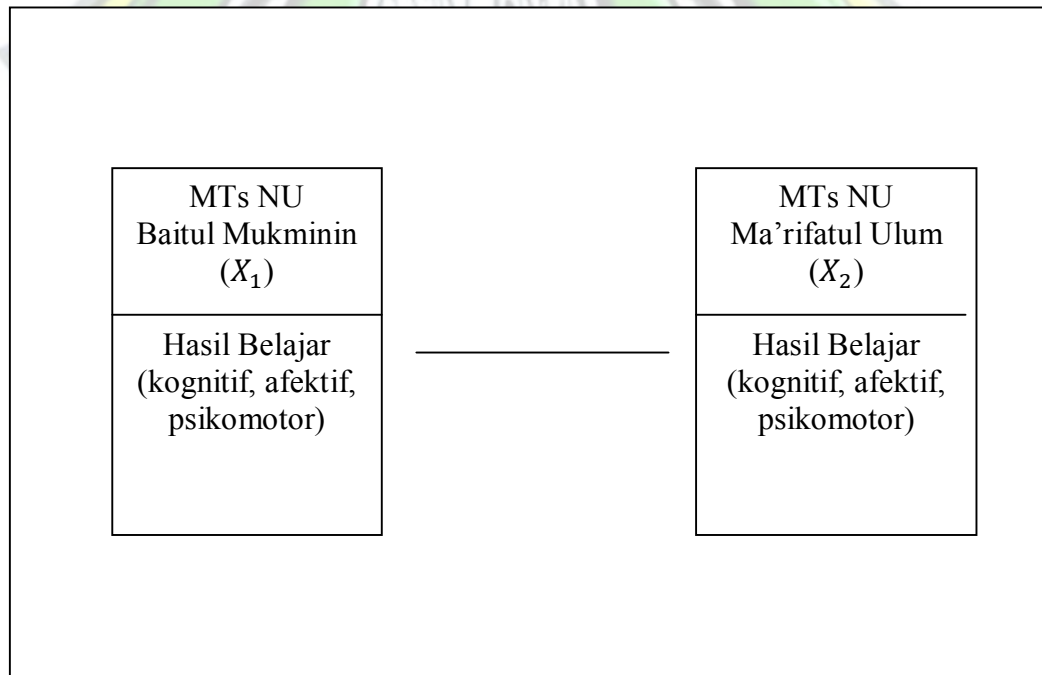 MTs NU
Baitul Mukminin
(𝑋₁)
Hasil Belajar
(kognitif, afektif,
psikomotor)
MTs NU
Ma’rifatul Ulum
(𝑋₂)
Hasil Belajar
(kognitif, afektif,
psikomotor)